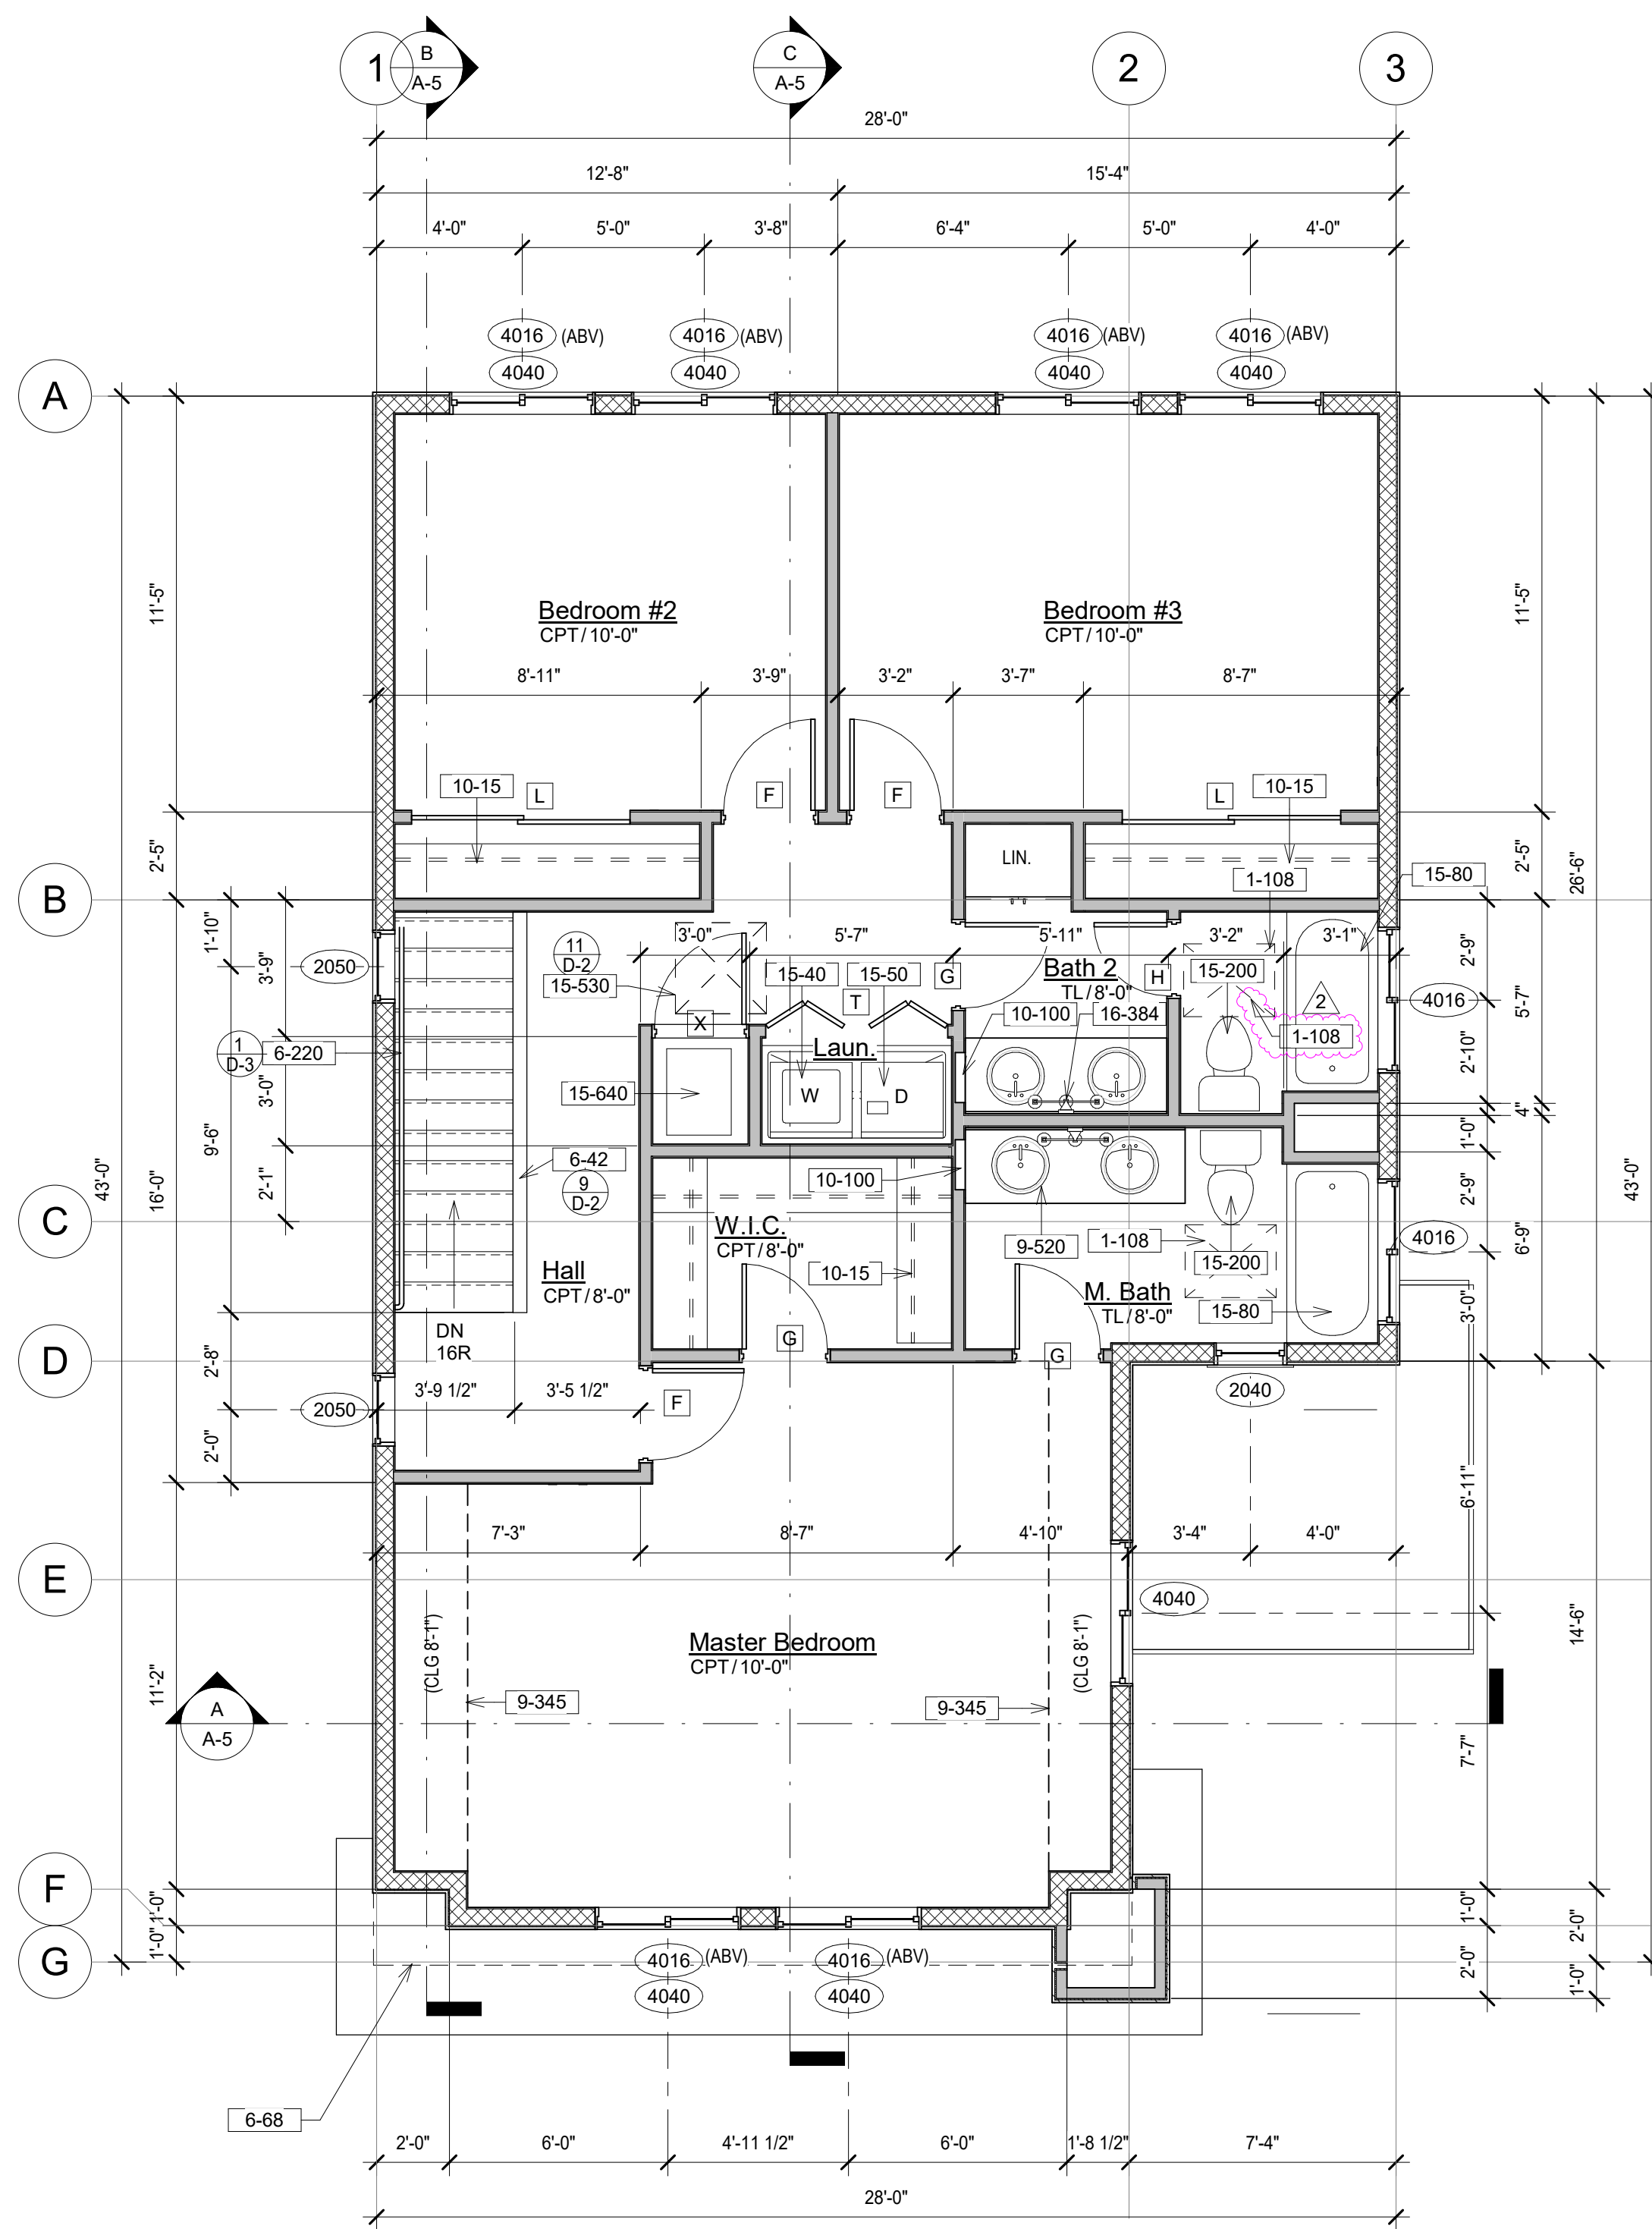 1
B
A-5
C
A-5
2
3
28'-0"
12'-8" 15'-4"
4'-0" 5'-0" 3'-8" 6'-4" 5'-0" 4'-0"
4016 (ABV) 4016 (ABV) 4016 (ABV) 4016 (ABV)
4040 4040 4040 4040
A
11'-5"
11'-5"
Bedroom #2
CPT / 10'-0"
Bedroom #3
CPT / 10'-0"
8'-11" 3'-9" 3'-2" 3'-7" 8'-7"
10-15 L F F L 10-15
2'-5"
LIN.
1-108
15-80
2'-5"
26'-6"
B
1'-10"
3'-9"
2050
11
D-2
15-530
3'-0" 5'-7" 5'-11" 3'-2" 3'-1"
15-40 15-50 G
T
Bath 2
TL / 8'-0"
H
15-200
2
1-108
4016
2'-9"
5'-7"
2'-10"
X
10-100 16-384
1
D-3
6-220
Laun.
15-640
W D
3'-0"
9'-6"
43'-0"
16'-0"
2'-1"
4"
1'-0"
43'-0"
6-42
9
D-2
10-100
2'-9"
6'-9"
C
W.I.C.
CPT / 8'-0"
9-520
1-108
15-200
4016
10-15
Hall
CPT / 8'-0"
M. Bath
TL / 8'-0"
15-80
3'-0"
DN
16R
G
G
D
2'-8"
2050
3'-9 1/2" 3'-5 1/2"
F
2040
2'-0"
6'-11"
7'-3" 8'-7" 4'-10" 3'-4" 4'-0"
E
4040
14'-6"
(CLG 8'-1")
Master Bedroom
CPT / 10'-0"
(CLG 8'-1")
11'-2"
9-345 9-345
A
A-5
7'-7"
F
1'-0"
1'-0"
G
4016 (ABV) 4016 (ABV)
4040 4040
1'-0"
2'-0"
2'-0"
1'-0"
6-68
2'-0" 6'-0" 4'-11 1/2" 6'-0" 1'-8 1/2" 7'-4"
28'-0"